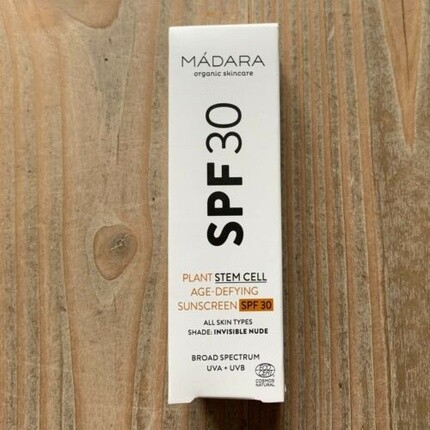 MÁDARA
organic skincare
SPF 30
PLANT STEM CELL
AGE-DEFYING
SUNSCREEN SPF 30
ALL SKIN TYPES
SHADE: INVISIBLE NUDE
BROAD SPECTRUM
UVA + UVB
COSMOS
NATURAL